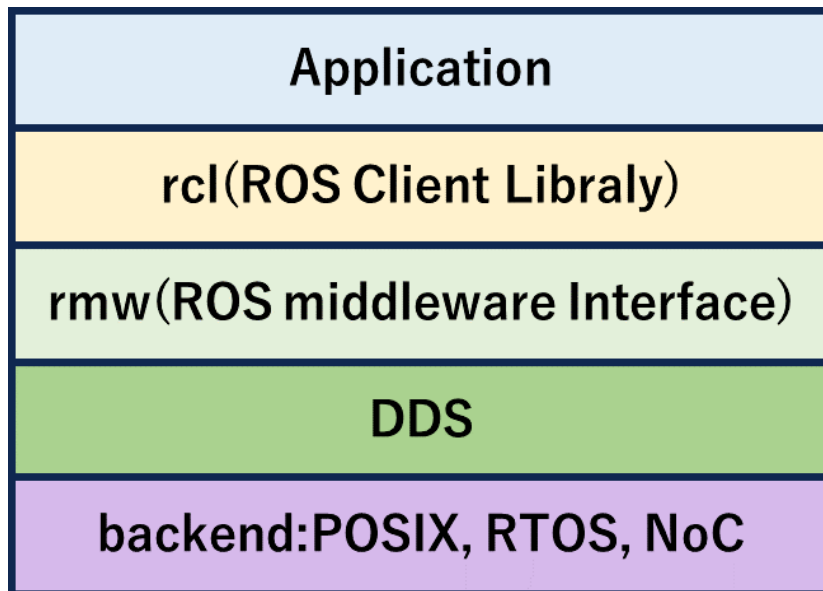 Application
rcl(ROS Client Libraly)
rmw(ROS middleware Interface)
DDS
backend:POSIX, RTOS, NoC